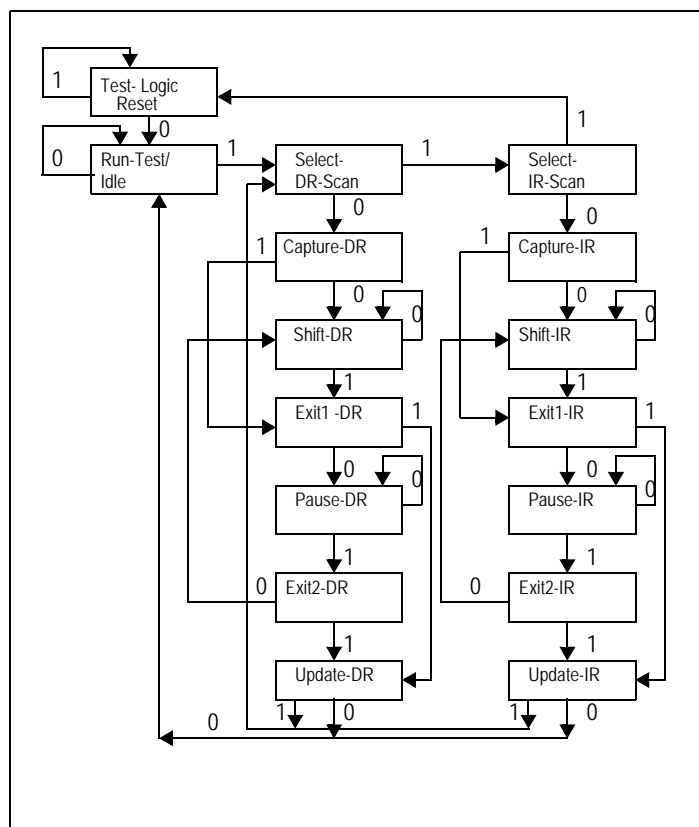 1
Test- Logic
Reset
0
1
0
Run-Test/
Idle
1
Select-
DR-Scan
1
Select-
IR-Scan
0
0
1
Capture-DR
1
Capture-IR
0
0
0
0
Shift-DR
Shift-IR
1
1
Exit1 -DR
1
Exit1-IR
1
0
0
0
0
Pause-DR
Pause-IR
1
1
0
Exit2-DR
0
Exit2-IR
1
1
Update-DR
Update-IR
1
0
1
0
0